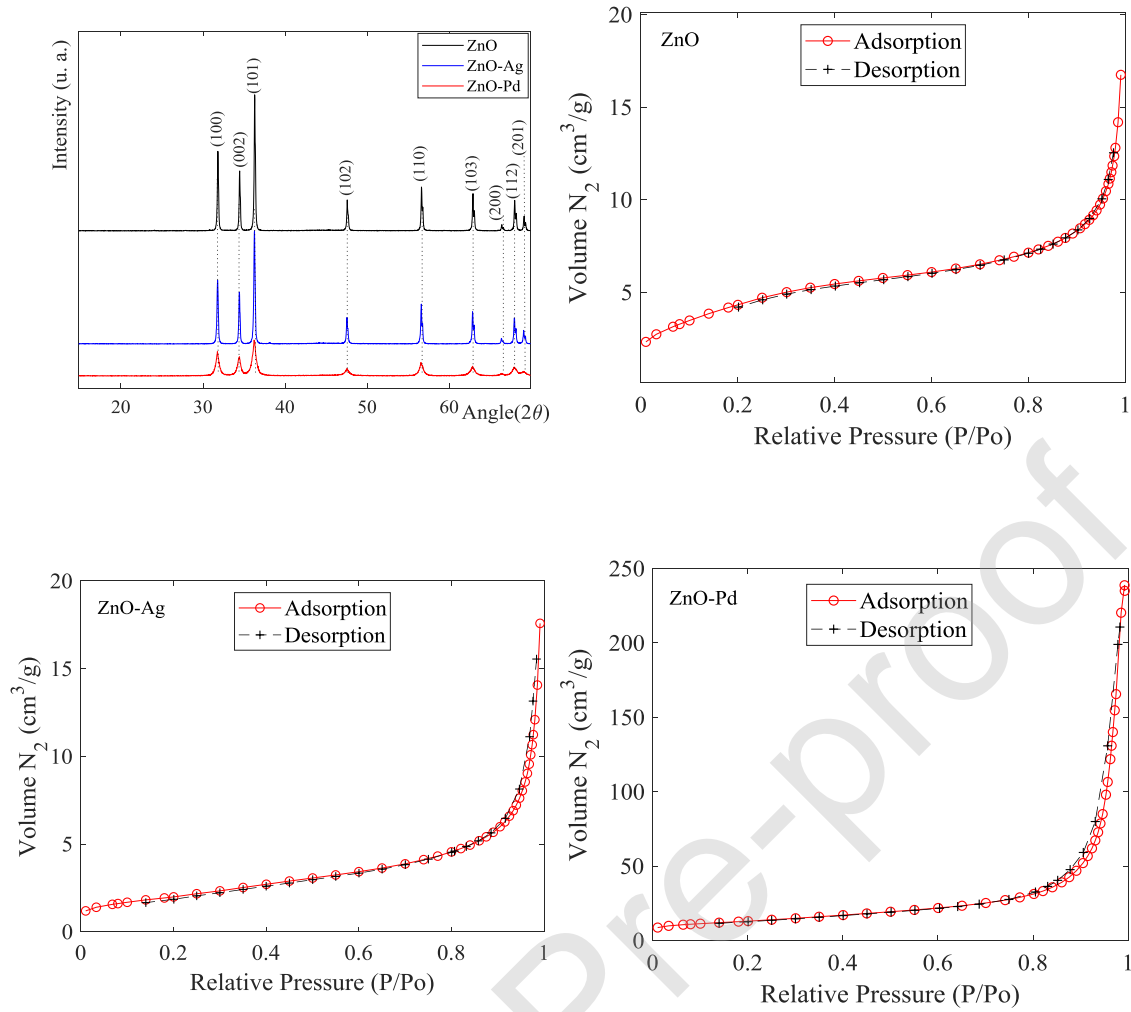 Intensity (u. a.)
ZnO
ZnO-Ag
ZnO-Pd
(100)
(002)
(101)
(102)
(110)
(103)
(200)
(112)
(201)
20 30 40 50 60
Angle(2θ)
ZnO
Adsorption
Desorption
Volume N2 (cm3/g)
20
15
10
5
0 0.2 0.4 0.6 0.8 1
Relative Pressure (P/Po)
ZnO-Ag
Adsorption
Desorption
Volume N2 (cm3/g)
20
15
10
5
0
0 0.2 0.4 0.6 0.8 1
Relative Pressure (P/Po)
ZnO-Pd
Adsorption
Desorption
Volume N2 (cm3/g)
250
200
150
100
50
0
0 0.2 0.4 0.6 0.8 1
Relative Pressure (P/Po)
Pre-proof